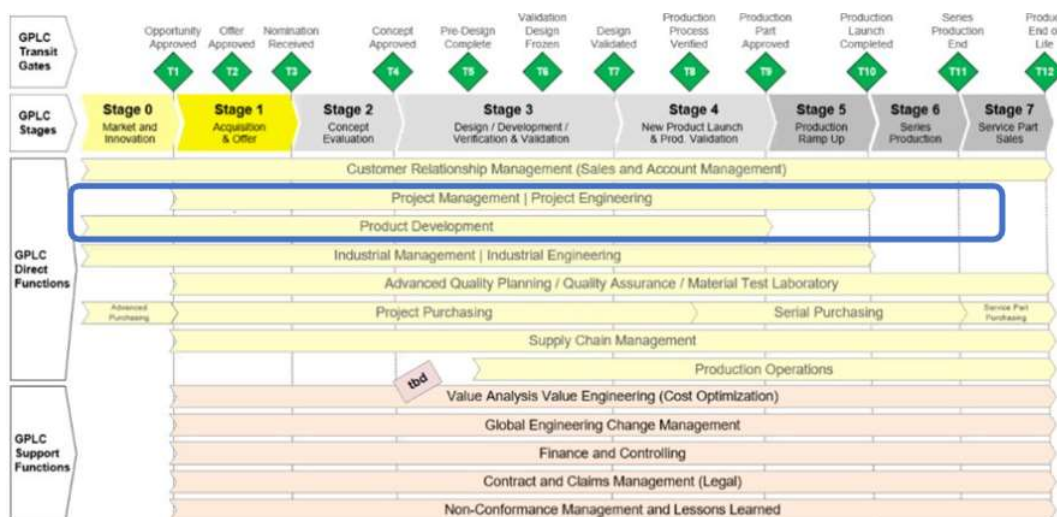 GPLC
Transit
Gates
Opportunity
Approved
Offer
Approved
Nomination
Received
Concept
Approved
Pre-Design
Complete
Validation
Design
Frozen
Design
Validated
Production
Process
Verified
Production
Part
Approved
Production
Launch
Completed
Series
Production
End
Produ
End o
Life
T1
T2
T3
T4
T5
T6
T7
T8
T9
T10
T11
T12
GPLC
Stages
Stage 0
Market and
Innovation
Stage 1
Acquisition
& Offer
Stage 2
Concept
Evaluation
Stage 3
Design / Development /
Verification & Validation
Stage 4
New Product Launch
& Prod. Validation
Stage 5
Production
Ramp Up
Stage 6
Series
Production
Stage 7
Service Part
Sales
GPLC
Direct
Functions
Customer Relationship Management (Sales and Account Management)
Project Management | Project Engineering
Product Development
Industrial Management | Industrial Engineering
Advanced Quality Planning / Quality Assurance / Material Test Laboratory
Advanced
Purchasing
Project Purchasing
Serial Purchasing
Service Part
Purchasing
Supply Chain Management
Production Operations
tbd
GPLC
Support
Functions
Value Analysis Value Engineering (Cost Optimization)
Global Engineering Change Management
Finance and Controlling
Contract and Claims Management (Legal)
Non-Conformance Management and Lessons Learned